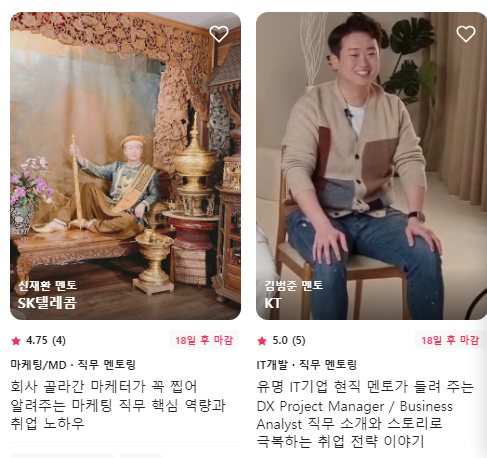 신재환 멘토
SK텔레콤
4.75 (4)
18일 후 마감
마케팅/MD · 직무 멘토링
회사 골라간 마케터가 꼭 찝어
알려주는 마케팅 직무 핵심 역량과
취업 노하우
김범준 멘토
KT
5.0 (5)
18일 후 마감
IT개발 · 직무 멘토링
유명 IT기업 현직 멘토가 들려 주는
DX Project Manager / Business
Analyst 직무 소개와 스토리로
극복하는 취업 전략 이야기